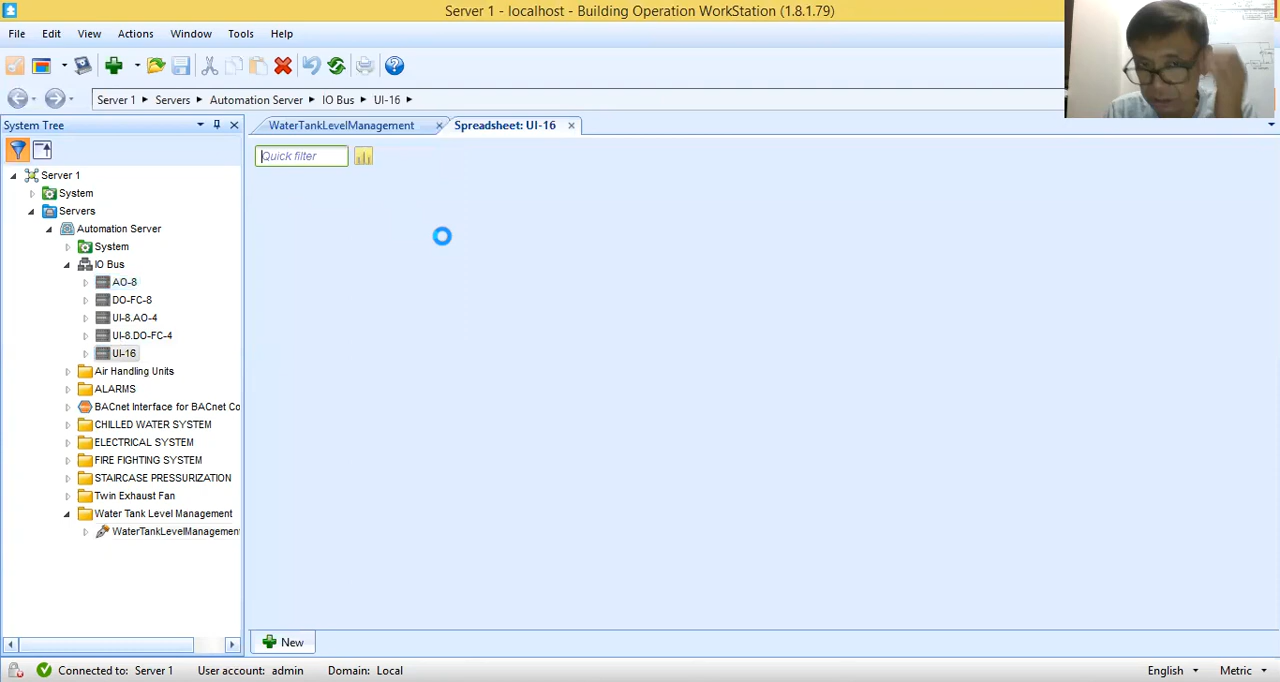 Server 1 - localhost - Building Operation WorkStation (1.8.1.79)
File Edit View Actions Window Tools Help
Server 1 Servers Automation Server IO Bus UI-16
System Tree
WaterTankLevelManagement
Spreadsheet: UI-16
Quick filter
Server 1
System
Servers
Automation Server
System
IO Bus
AO-8
DO-FC-8
UI-8.AO-4
UI-8.DO-FC-4
UI-16
Air Handling Units
ALARMS
BACnet Interface for BACnet Co
CHILLED WATER SYSTEM
ELECTRICAL SYSTEM
FIRE FIGHTING SYSTEM
STAIRCASE PRESSURIZATION
Twin Exhaust Fan
Water Tank Level Management
WaterTankLevelManagement
New
Connected to: Server 1 User account: admin Domain: Local English Metric